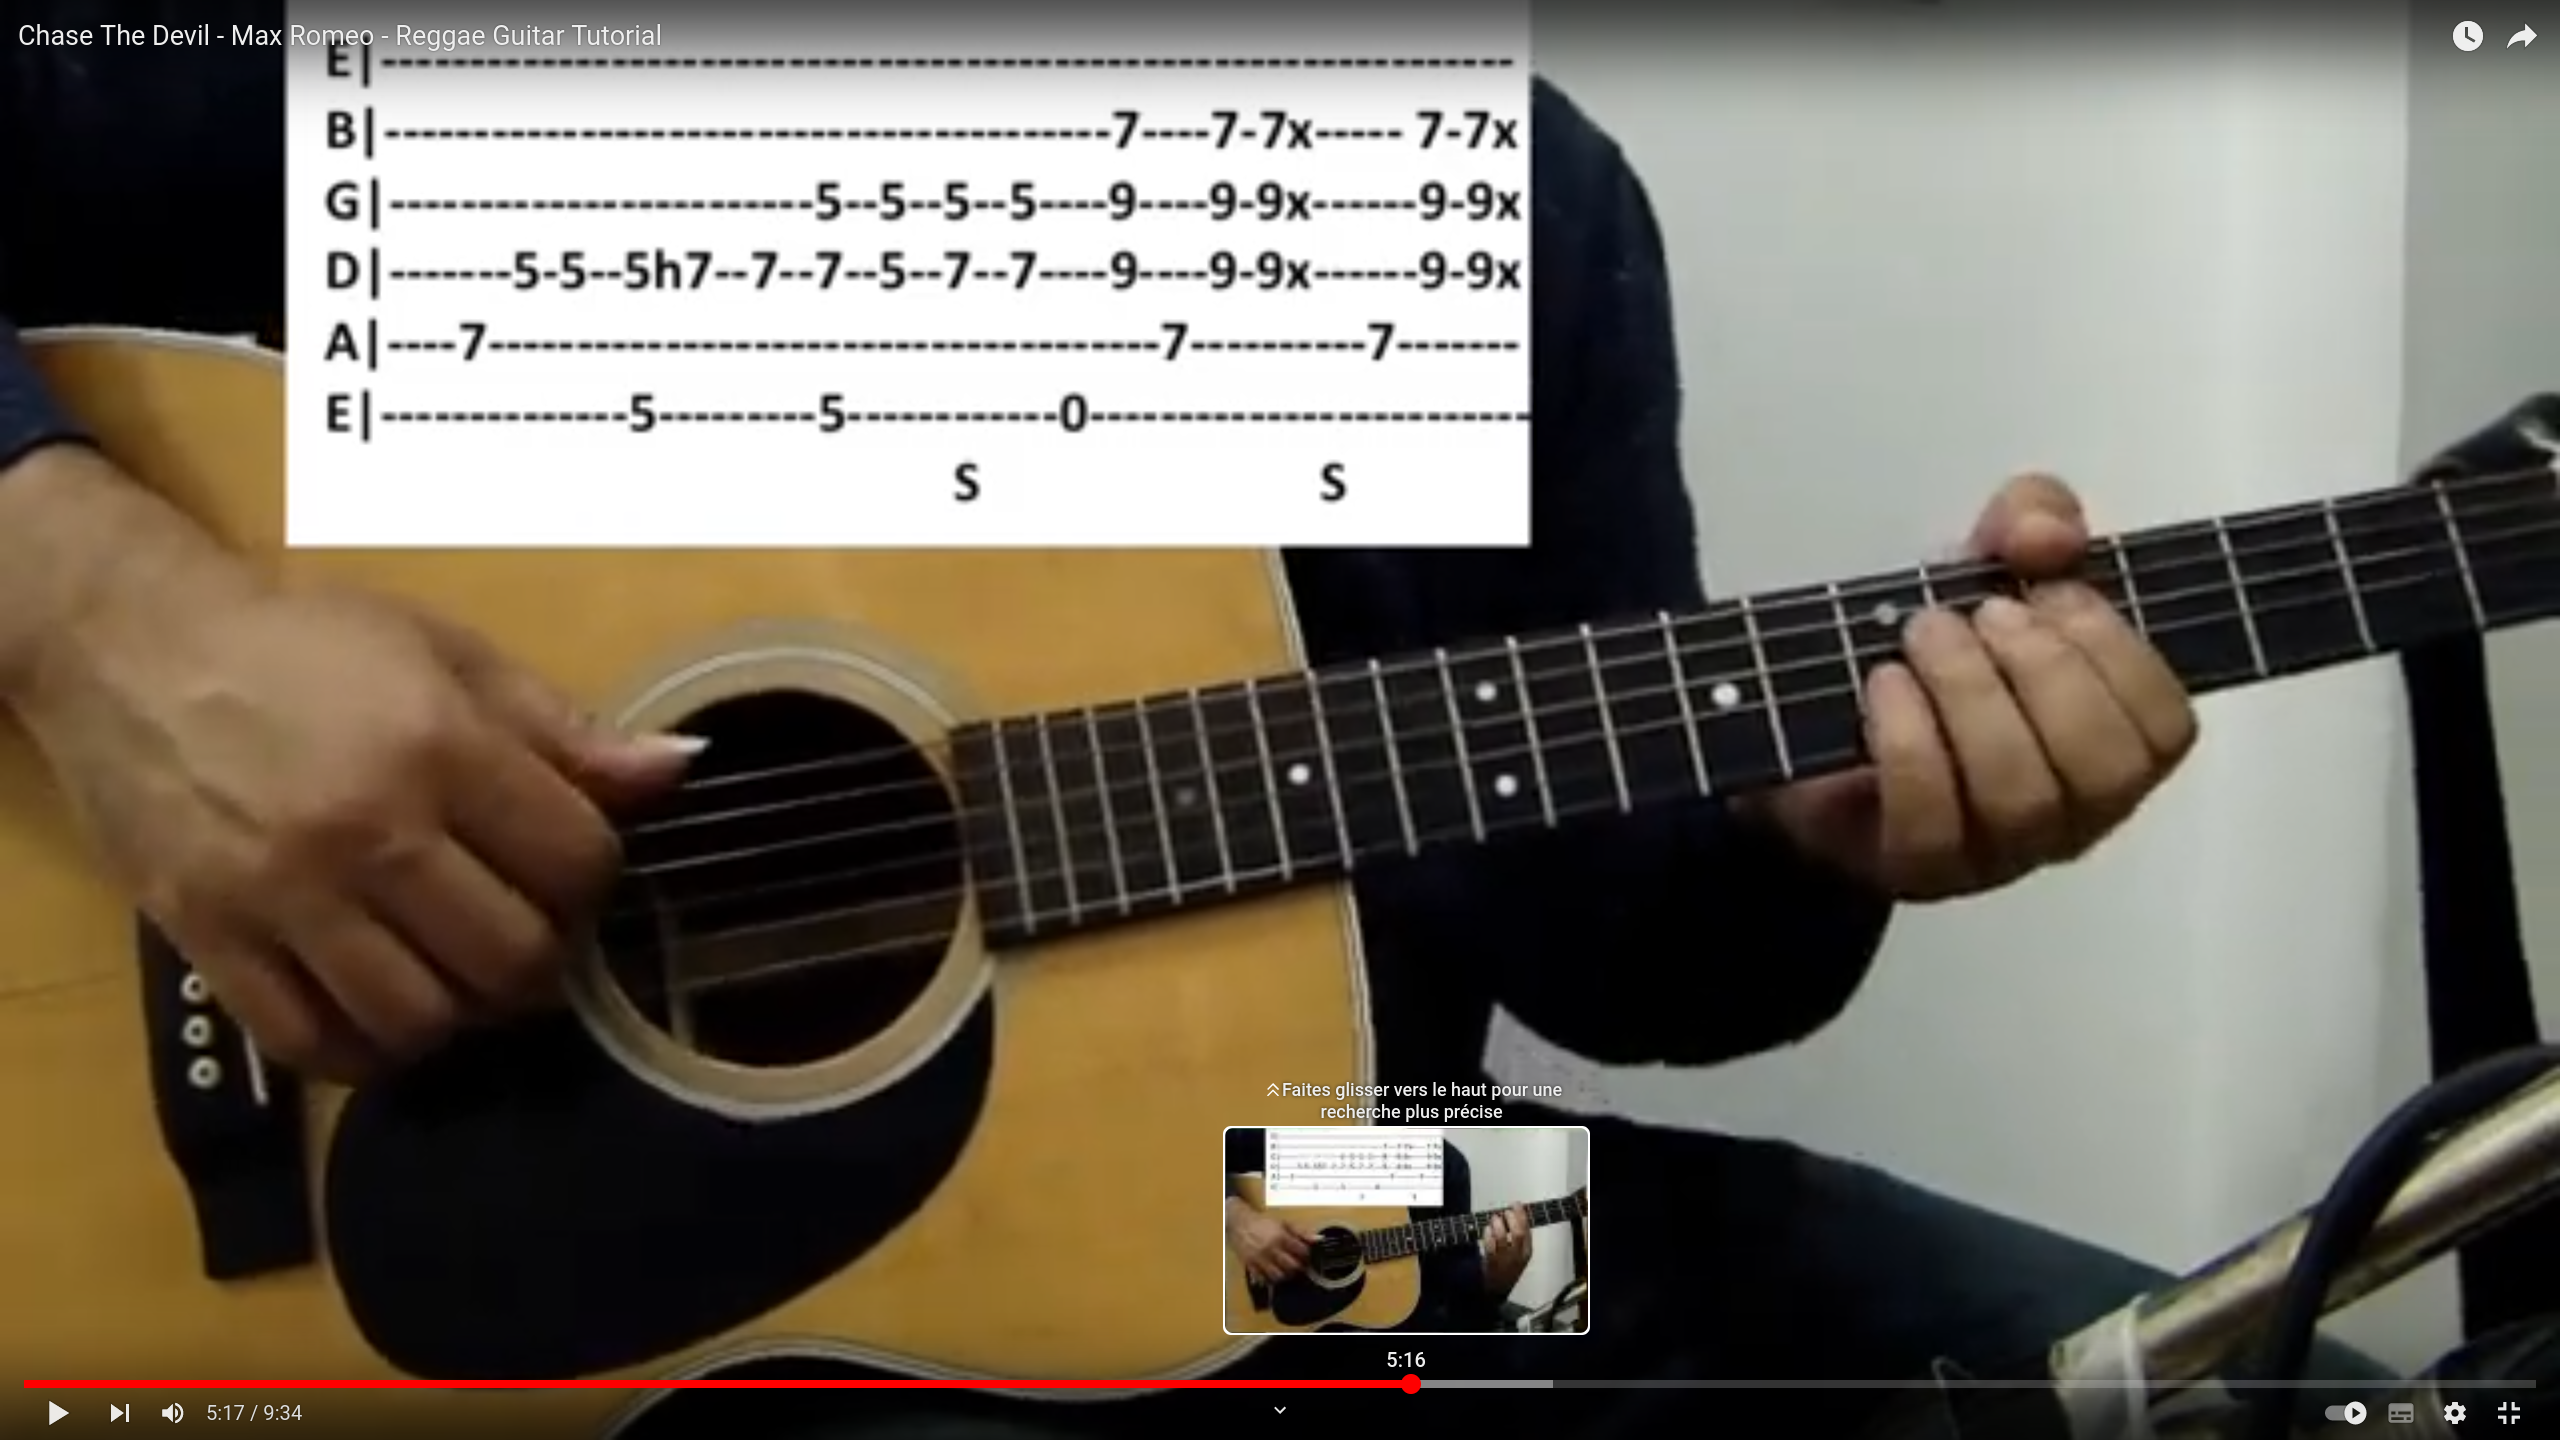 Chase The Devil - Max Romeo - Reggae Guitar Tutorial
E|---------------------------------------------------------------------
B|--------------------------------------------7----7-7x----- 7-7x
G|--------------------------5--5--5--5----9----9-9x------9-9x
D|-------5-5--5h7--7--7--5--7--7----9----9-9x------9-9x
A|----7-----------------------------------------7-----------7-------
E|---------------5---------5-------------0---------------------------
S S
Faites glisser vers le haut pour une
recherche plus précise
5:16
5:17 / 9:34